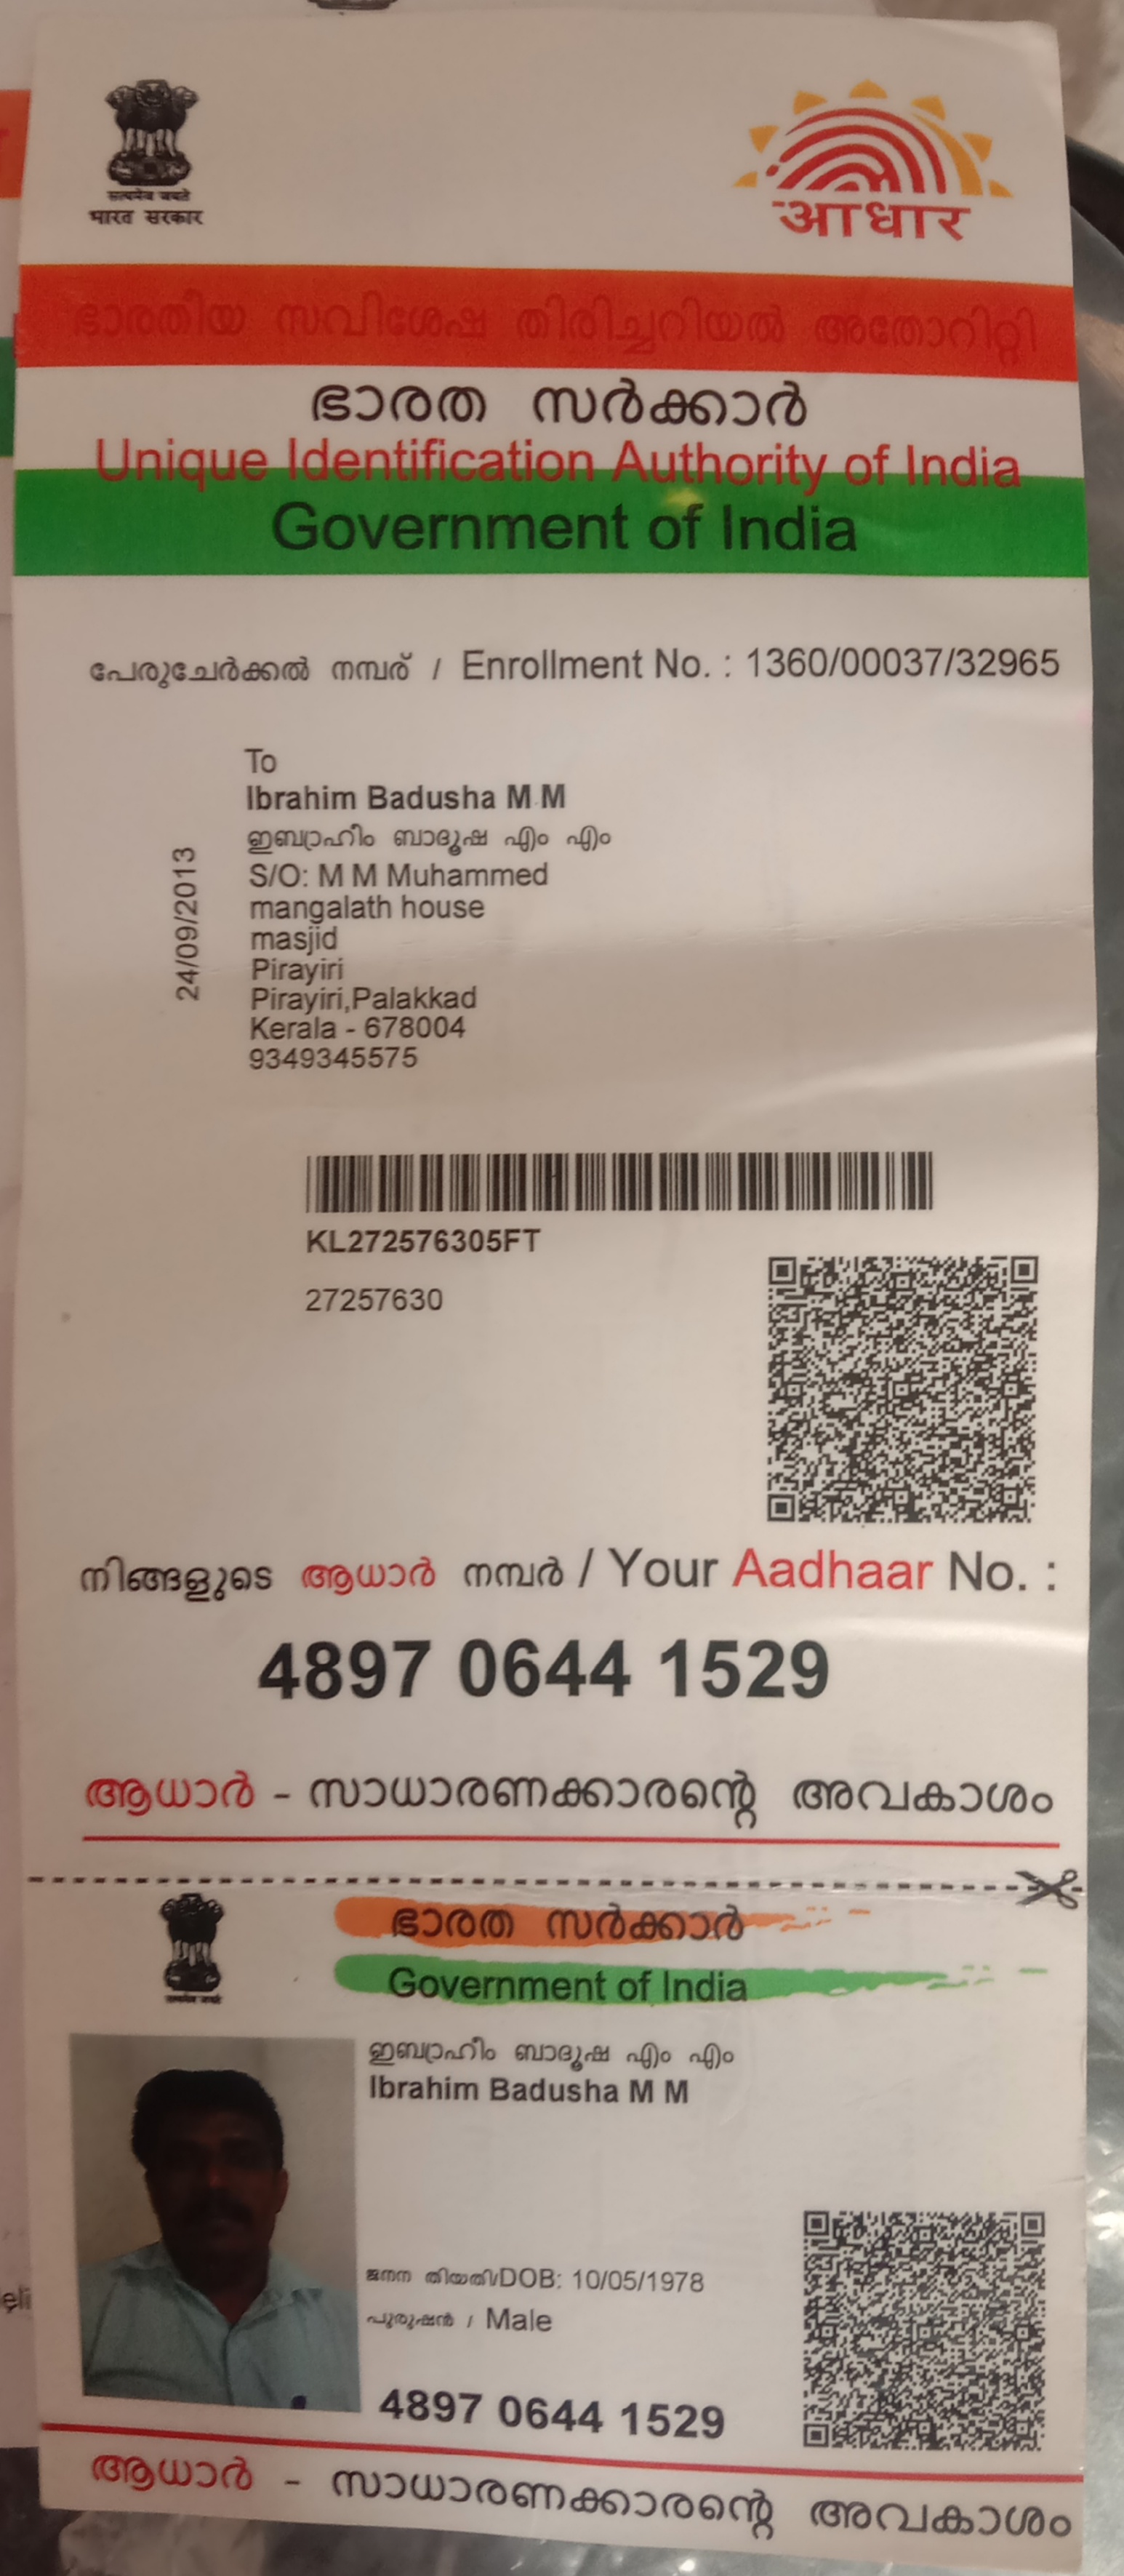 सत्यमेव जयते
भारत सरकार
आधार
ഭാരതീയ സവിശേഷ തിരിച്ചറിയൽ അതോറിറ്റി
ഭാരത സർക്കാർ
Unique Identification Authority of India
Government of India
പേരുചേർക്കൽ നമ്പര് / Enrollment No. : 1360/00037/32965
To
Ibrahim Badusha M M
ഇബ്രാഹീം ബാദൂഷ എം എം
S/O: M M Muhammed
mangalath house
masjid
Pirayiri
Pirayiri,Palakkad
Kerala - 678004
9349345575
24/09/2013
KL272576305FT
27257630
നിങ്ങളുടെ ആധാർ നമ്പർ / Your Aadhaar No. :
4897 0644 1529
ആധാർ - സാധാരണക്കാരന്റെ അവകാശം
ഭാരത സർക്കാർ
Government of India
ഇബ്രാഹീം ബാദൂഷ എം എം
Ibrahim Badusha M M
ജനന തിയതി/DOB: 10/05/1978
പുരുഷൻ / Male
4897 0644 1529
ആധാർ - സാധാരണക്കാരന്റെ അവകാശം